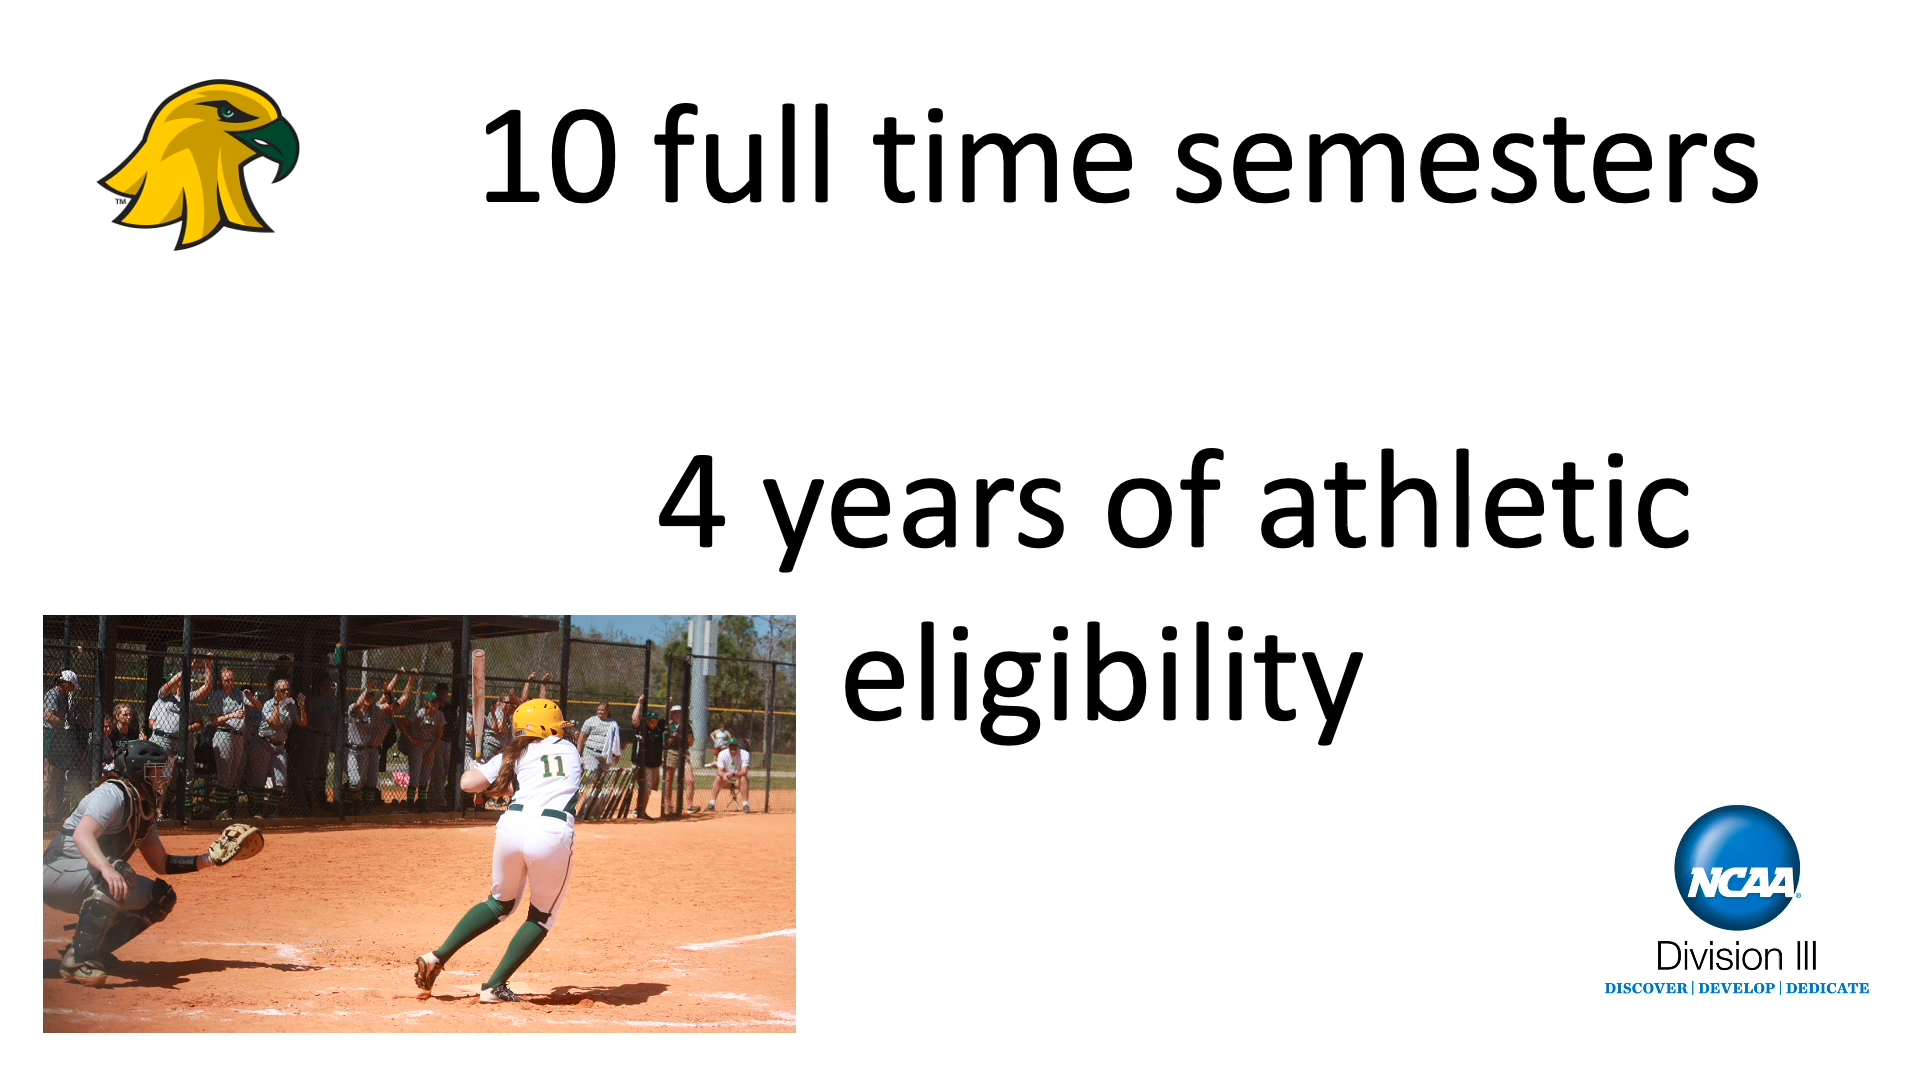 10 full time semesters
TM
4 years of athletic
eligibility
11
NCAA
Division III
DISCOVER | DEVELOP | DEDICATE